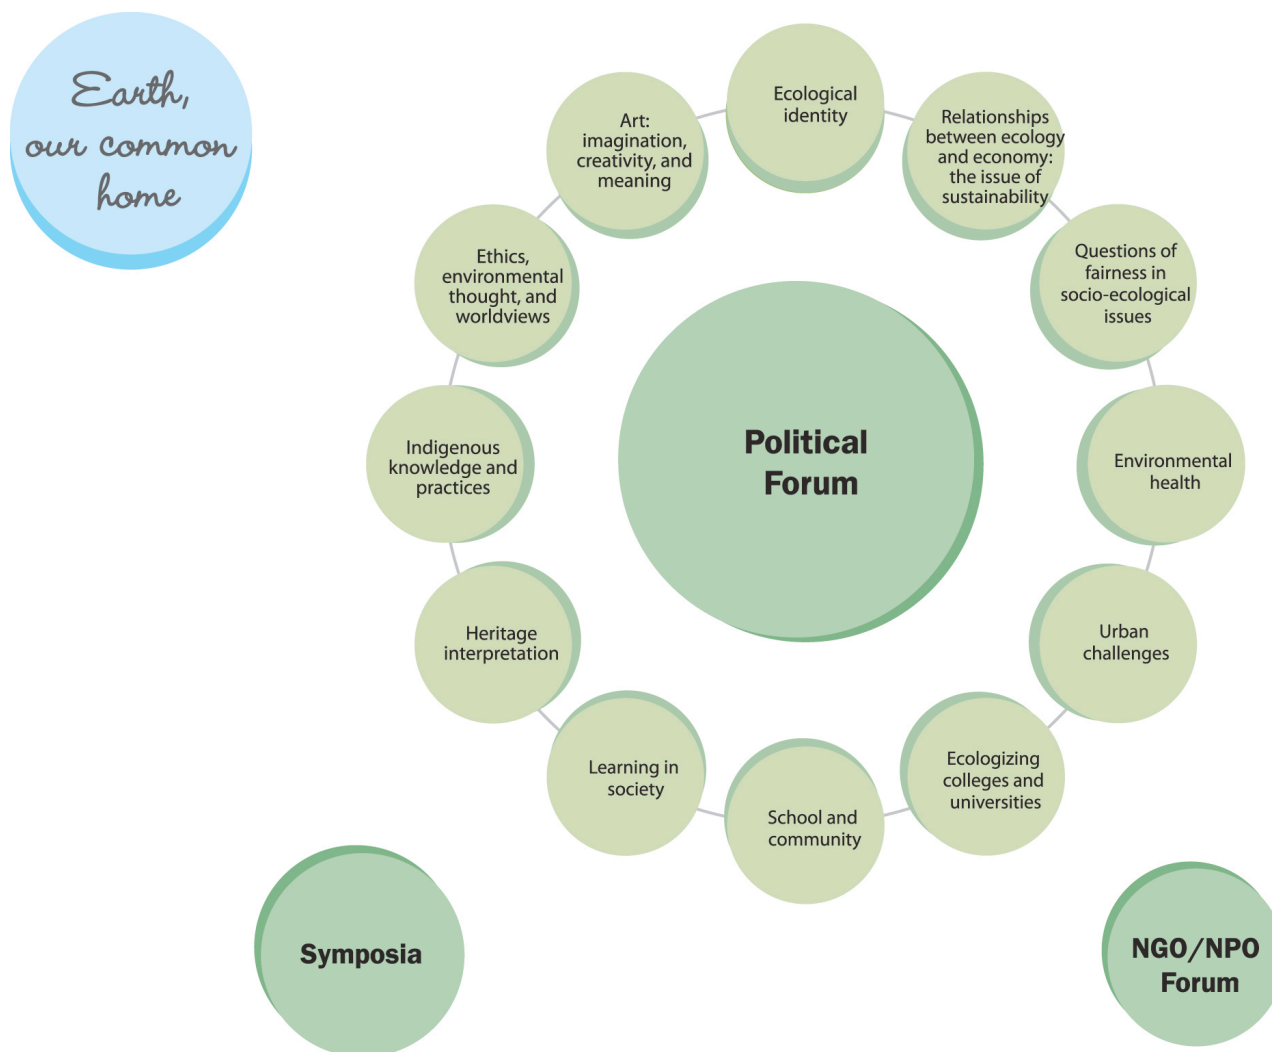 Earth,
our common
home
Ecological
identity
Relationships
between ecology
and economy:
the issue of
sustainability
Questions of
fairness in
socio-ecological
issues
Environmental
health
Urban
challenges
Ecologizing
colleges and
universities
School and
community
Learning in
society
Heritage
interpretation
Indigenous
knowledge and
practices
Ethics,
environmental
thought, and
worldviews
Art:
imagination,
creativity, and
meaning
Political
Forum
Symposia
NGO/NPO
Forum